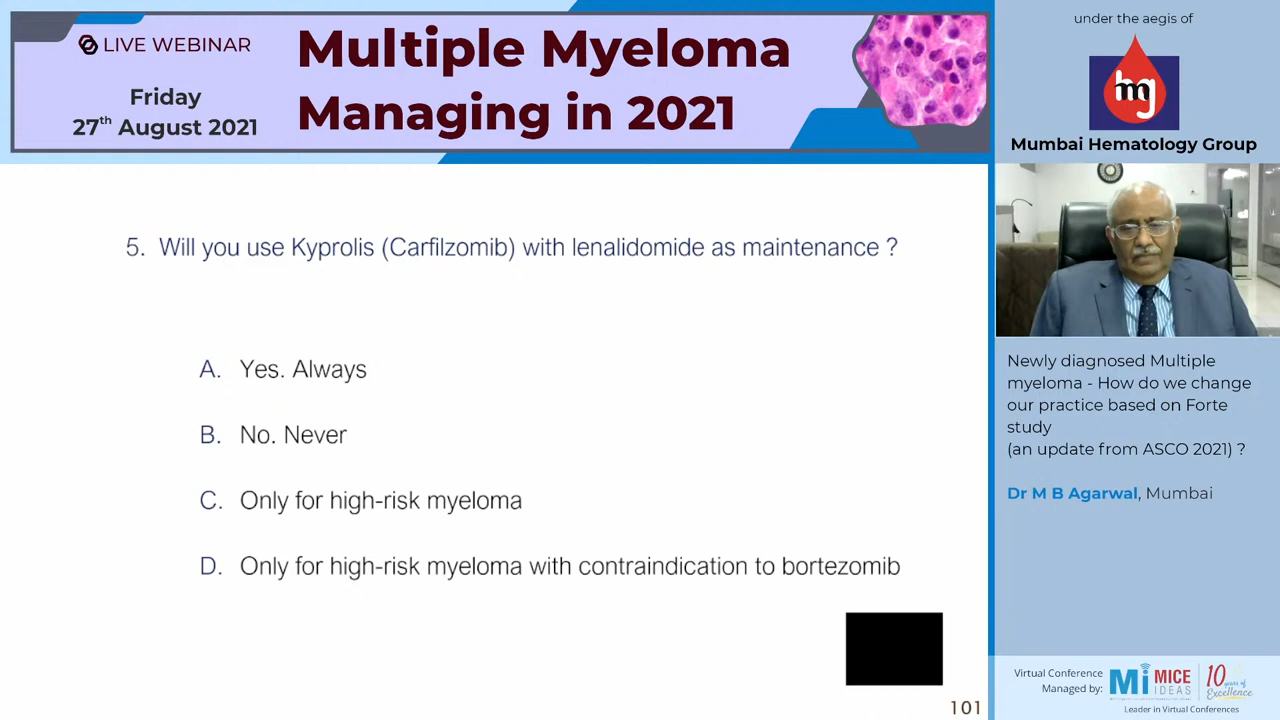 LIVE WEBINAR
Friday
27th August 2021
Multiple Myeloma
Managing in 2021
under the aegis of
hmg
Mumbai Hematology Group
5. Will you use Kyprolis (Carfilzomib) with lenalidomide as maintenance ?
A. Yes. Always
B. No. Never
C. Only for high-risk myeloma
D. Only for high-risk myeloma with contraindication to bortezomib
101
Newly diagnosed Multiple
myeloma - How do we change
our practice based on Forte
study
(an update from ASCO 2021) ?
Dr M B Agarwal, Mumbai
Virtual Conference
Managed by:
Mi MICE
IDEAS
10 years of
Excellence
Leader in Virtual Conferences